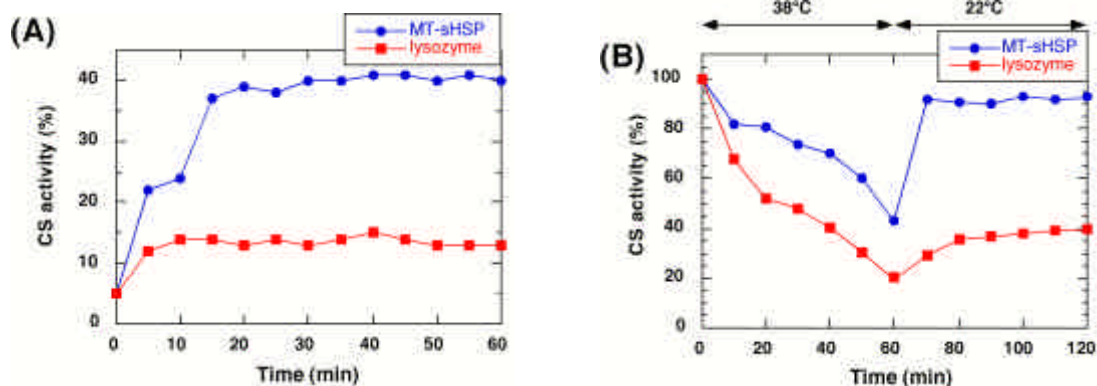 (A)
MT-sHSP
lysozyme
CS activity (%)
40
30
20
10
0
0 10 20 30 40 50 60
Time (min)
38°C 22°C
(B)
MT-sHSP
lysozyme
CS activity (%)
100
80
60
40
20
0
0 20 40 60 80 100 120
Time (min)